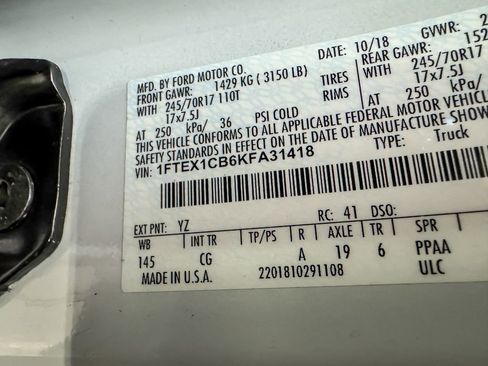 MFD. BY FORD MOTOR CO.
DATE: 10/18 GVWR: 2
FRONT GAWR: 1429 KG ( 3150 LB) REAR GAWR: 152
WITH 245/70R17 110T TIRES WITH 245/70R
17x7.5J RIMS 17x7.5J
AT 250 kPa/ 36 PSI COLD AT 250 kPa/
THIS VEHICLE CONFORMS TO ALL APPLICABLE FEDERAL MOTOR VEHICLE
SAFETY STANDARDS IN EFFECT ON THE DATE OF MANUFACTURE SHOW
VIN: 1FTEX1CB6KFA31418 TYPE: Truck
EXT PNT: YZ RC: 41 DSO:
WB INT TR TP/PS R AXLE TR SPR
145 CG A 19 6 PPAA
MADE IN U.S.A. 2201810291108 ULC